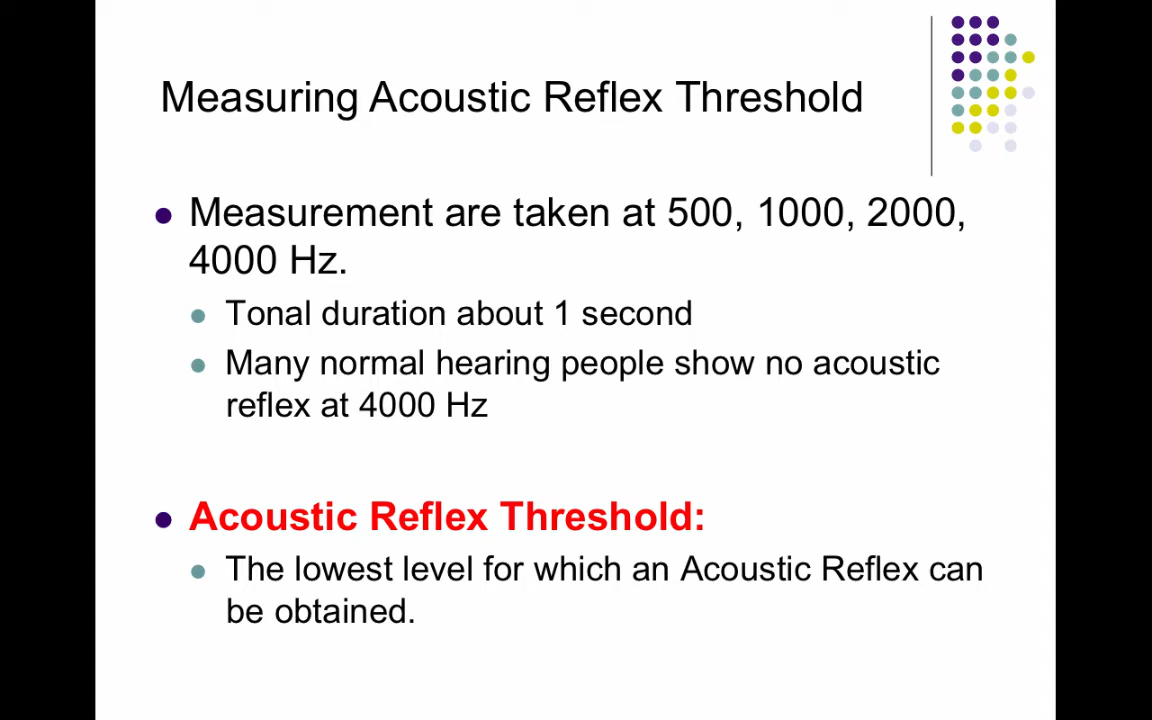 Measuring Acoustic Reflex Threshold
Measurement are taken at 500, 1000, 2000,
4000 Hz.
Tonal duration about 1 second
Many normal hearing people show no acoustic
reflex at 4000 Hz
Acoustic Reflex Threshold:
The lowest level for which an Acoustic Reflex can
be obtained.